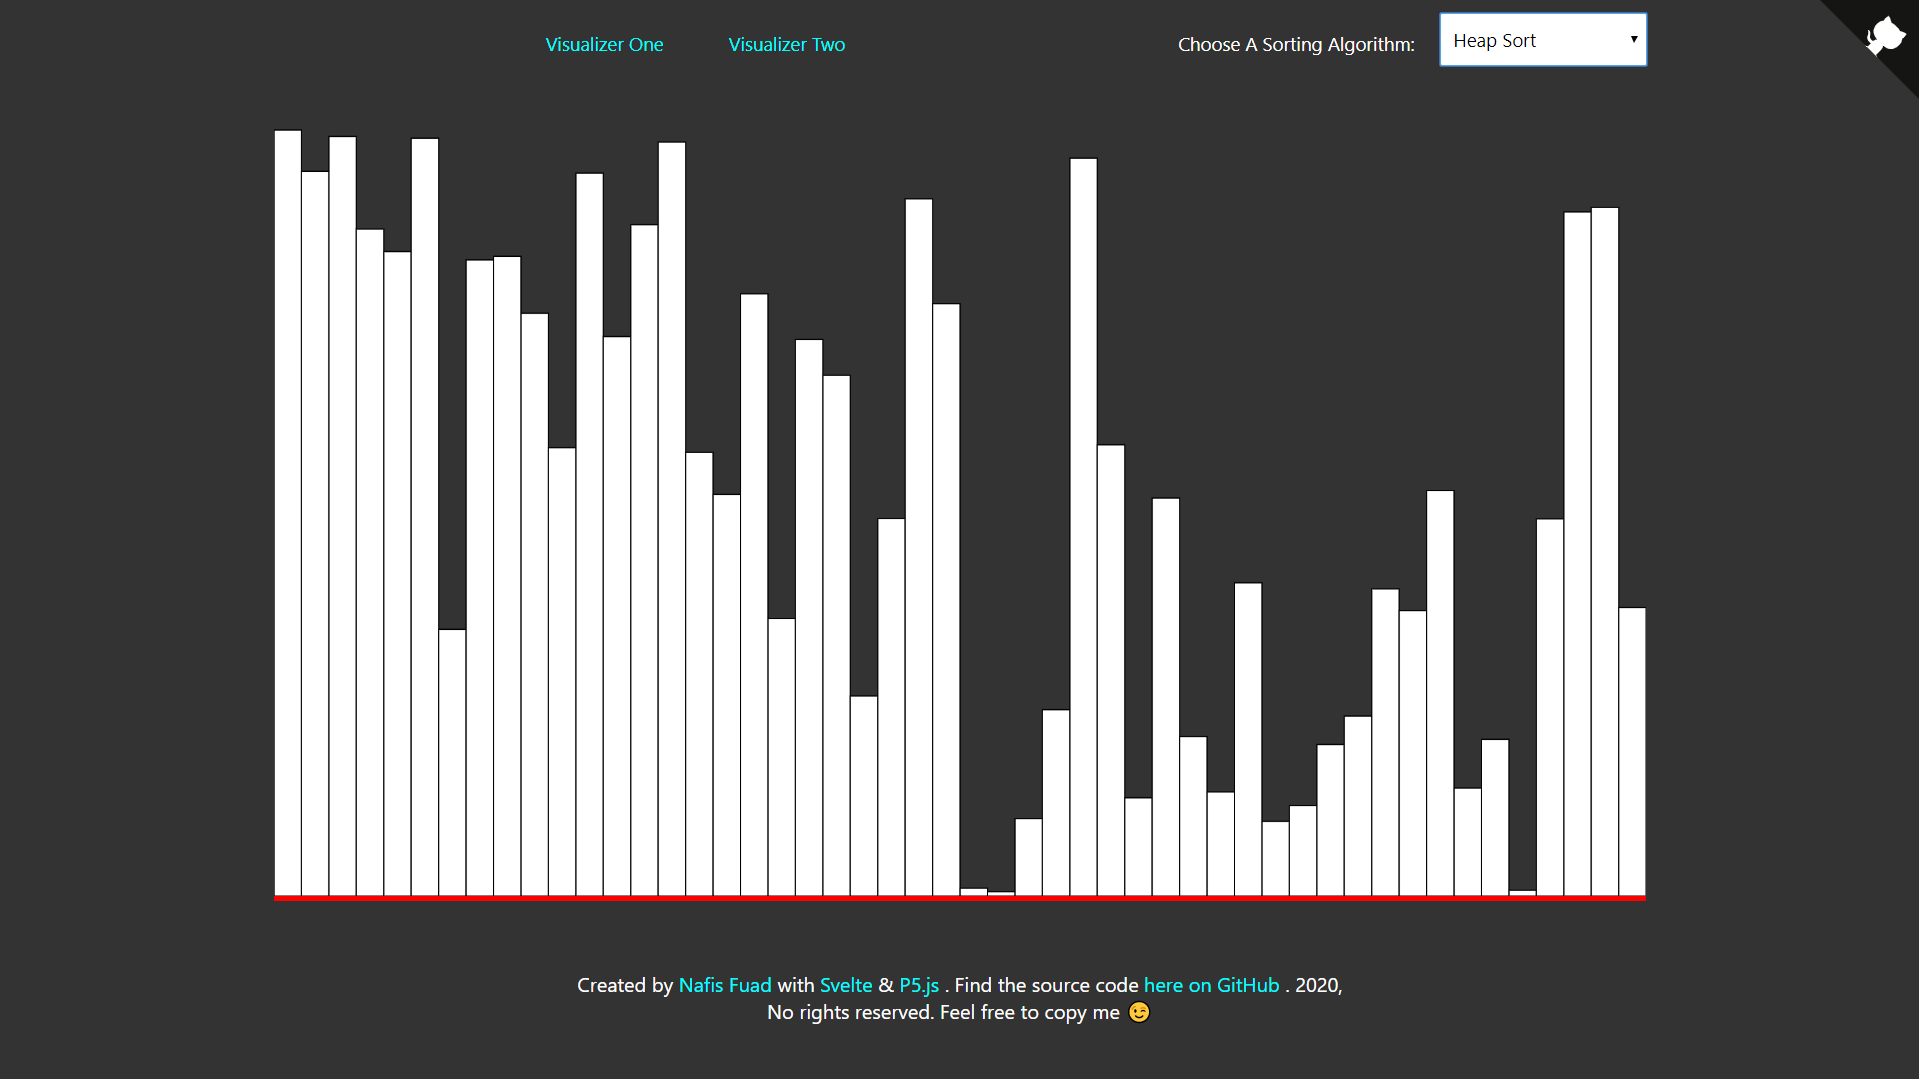 Visualizer One Visualizer Two Choose A Sorting Algorithm: Heap Sort
Created by Nafis Fuad with Svelte & P5.js . Find the source code here on GitHub . 2020,
No rights reserved. Feel free to copy me 😉